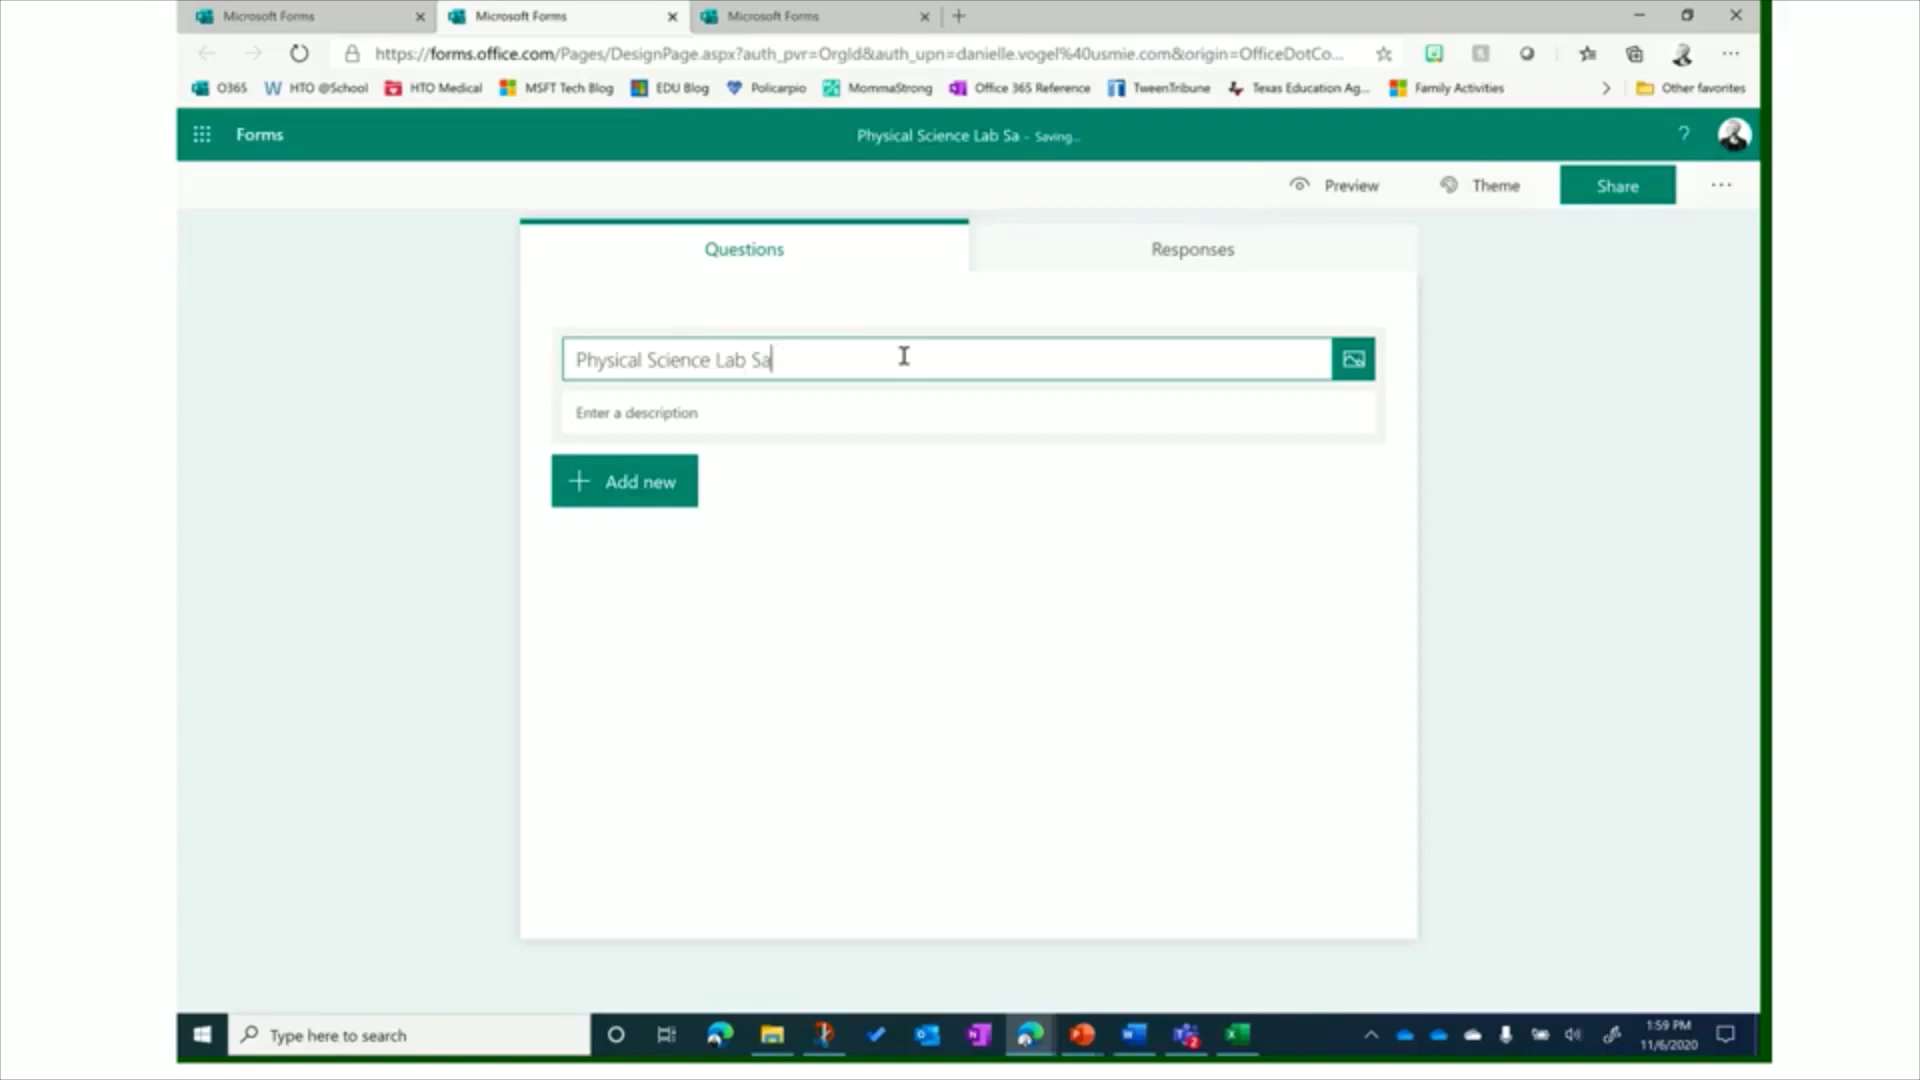 Microsoft Forms
Microsoft Forms
Microsoft Forms
https://forms.office.com/Pages/DesignPage.aspx?auth_pvr=OrgId&auth_upn=danielle.vogel%40usmie.com&origin=OfficeDotCo...
O365 HTO @School HTO Medical MSFT Tech Blog EDU Blog Policarpio MommaStrong Office 365 Reference TweenTribune Texas Education Ag... Family Activities Other favorites
Forms
Physical Science Lab Sa - Saving...
?
Preview
Theme
Share
Questions
Responses
Physical Science Lab Sa
Enter a description
Add new
Type here to search
2
1:59 PM
11/6/2020